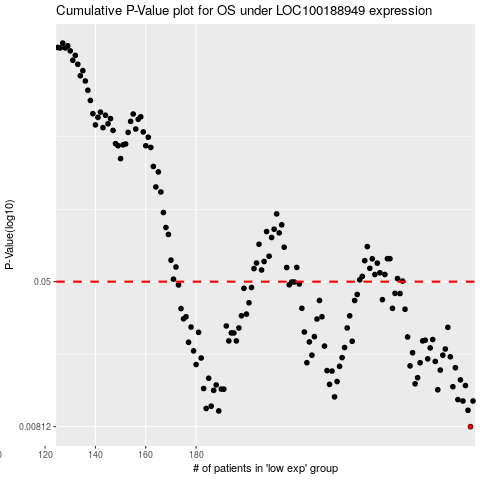 Cumulative P-Value plot for OS under LOC100188949 expression
P-Value(log10)
0.05
0.00812
0 120 140 160 180
# of patients in 'low exp' group